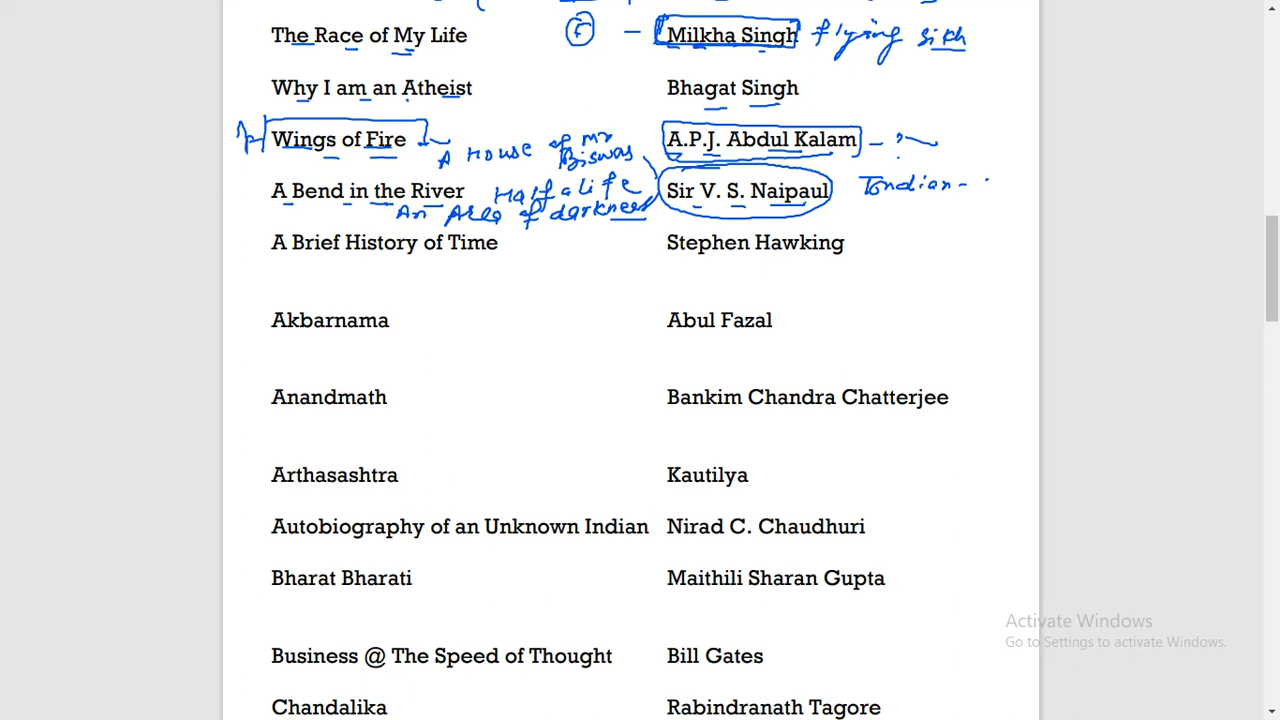 The Race of My Life F - Milkha Singh flying sikh
Why I am an Atheist Bhagat Singh
Wings of Fire A.P.J. Abdul Kalam - ?
A House of Mr Biswas
A Bend in the River Half a life Sir V. S. Naipaul
An Area of darkness
A Brief History of Time Stephen Hawking
Akbarnama Abul Fazal
Anandmath Bankim Chandra Chatterjee
Arthasashtra Kautilya
Autobiography of an Unknown Indian Nirad C. Chaudhuri
Bharat Bharati Maithili Sharan Gupta
Activate Windows
Go to Settings to activate Windows.
Business @ The Speed of Thought Bill Gates
Chandalika Rabindranath Tagore